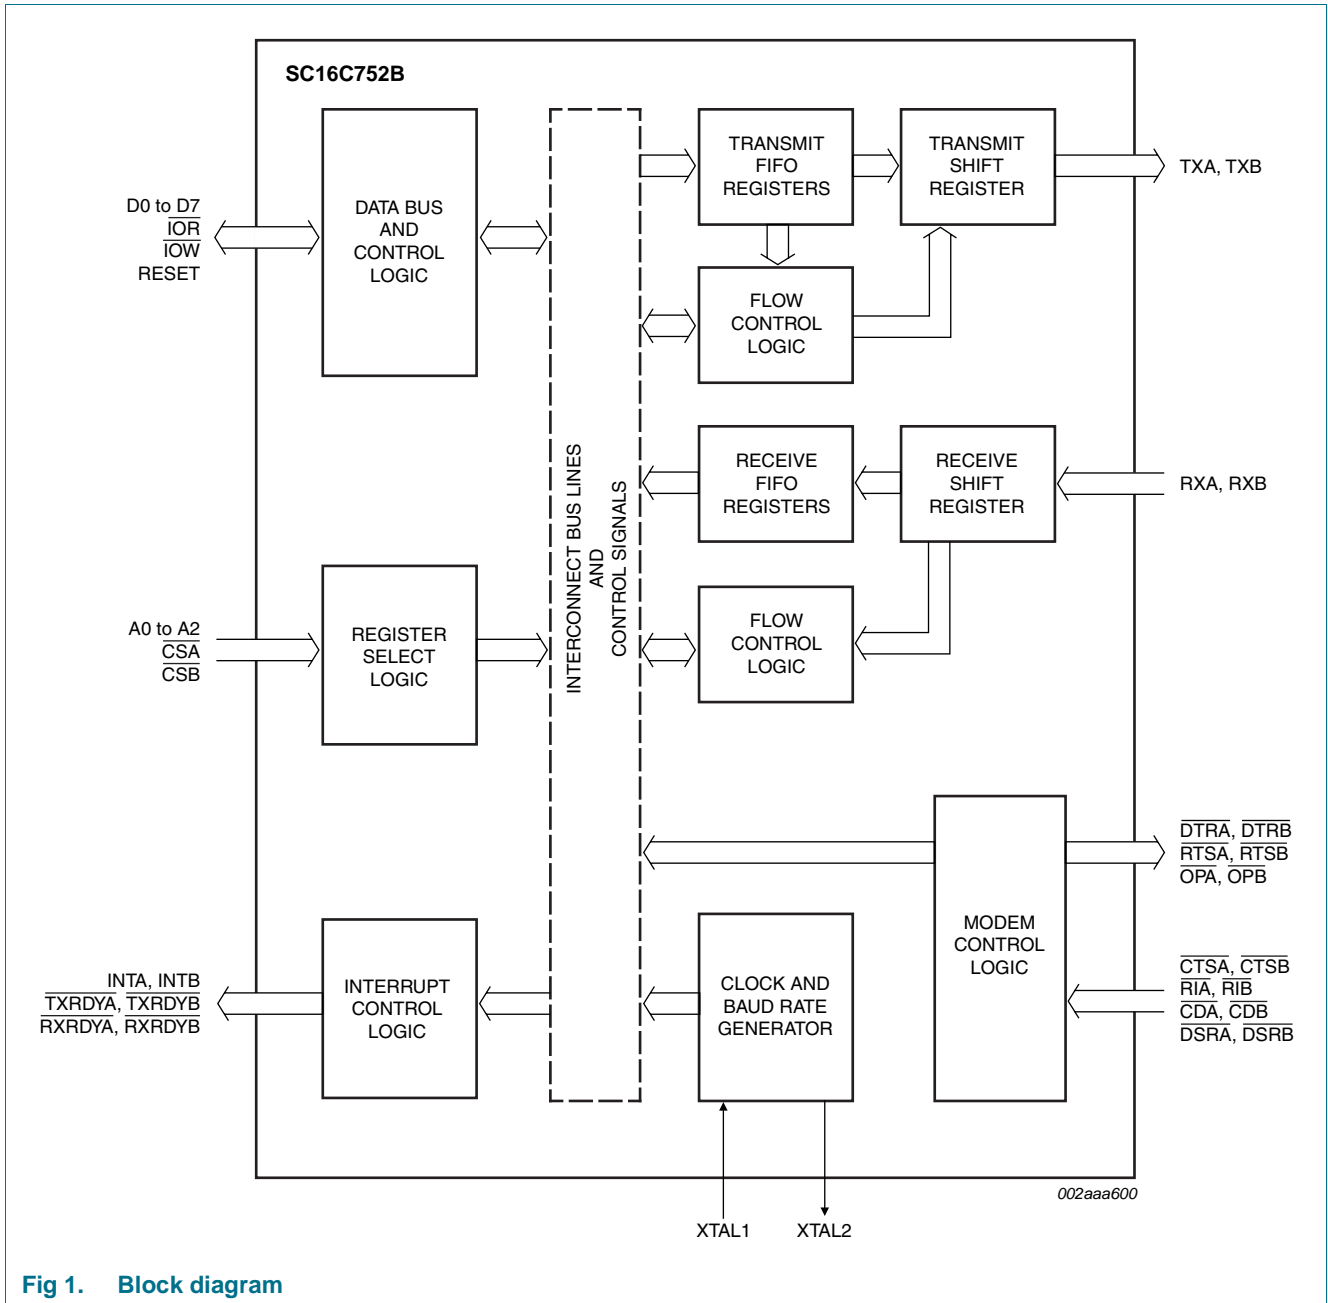 SC16C752B
D0 to D7
IOR
IOW
RESET
DATA BUS
AND
CONTROL
LOGIC
TRANSMIT
FIFO
REGISTERS
TRANSMIT
SHIFT
REGISTER
TXA, TXB
FLOW
CONTROL
LOGIC
INTERCONNECT BUS LINES
AND
CONTROL SIGNALS
RECEIVE
FIFO
REGISTERS
RECEIVE
SHIFT
REGISTER
RXA, RXB
A0 to A2
CSA
CSB
REGISTER
SELECT
LOGIC
FLOW
CONTROL
LOGIC
DTRA, DTRB
RTSA, RTSB
OPA, OPB
MODEM
CONTROL
LOGIC
CTSA, CTSB
RIA, RIB
CDA, CDB
DSRA, DSRB
INTA, INTB
TXRDYA, TXRDYB
RXRDYA, RXRDYB
INTERRUPT
CONTROL
LOGIC
CLOCK AND
BAUD RATE
GENERATOR
XTAL1
XTAL2
002aaa600
Fig 1. Block diagram